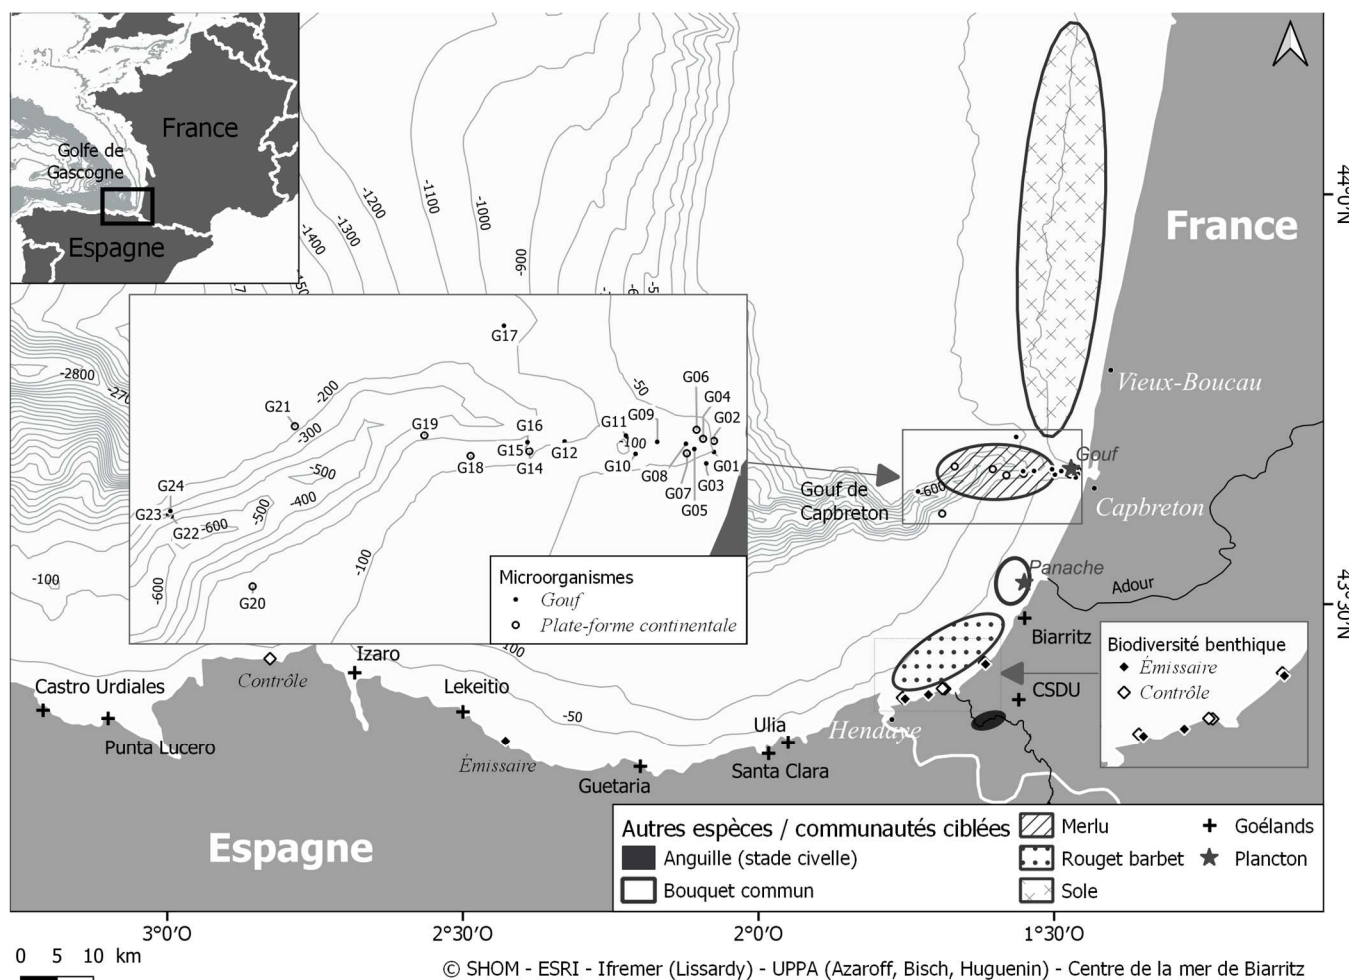 France
Golfe de
Gascogne
Espagne
-1400
-1300
-1200
-1100
-1000
-900
44°0'N
France
Vieux-Boucau
Gouf
Capbreton
Gouf de
Capbreton
-600
Panache
Adour
43°30'N
Biarritz
CSDU
Hendaye
-2800
G17
-50
G06
G04
G02
G21
-200
-300
G19
G16
G11
G09
-100
G15
G12
G18
G14
G10
G08
G01
G03
G07
G05
-500
-400
-500
G24
G23
G22
-600
-600
-100
G20
Microorganismes
Gouf
Plate-forme continentale
-100
Biodiversité benthique
Émissaire
Contrôle
Castro Urdiales
Punta Lucero
Contrôle
Izaro
Lekeitio
Émissaire
-50
Guetaria
Ulia
Santa Clara
Espagne
Autres espèces / communautés ciblées
Anguille (stade civelle)
Bouquet commun
Merlu
Rouget barbet
Sole
Goélands
Plancton
3°0'O
2°30'O
2°0'O
1°30'O
0 5 10 km
© SHOM - ESRI - Ifremer (Lissardy) - UPPA (Azaroff, Bisch, Huguenin) - Centre de la mer de Biarritz